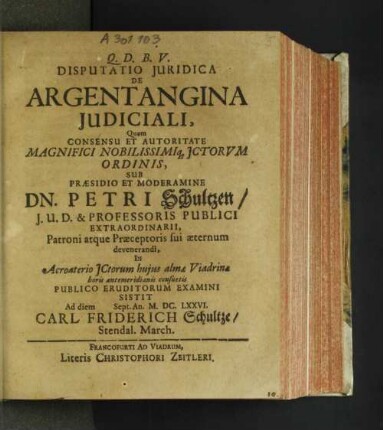 A 301 103
Q. D. B. V.
DISPUTATIO JURIDICA
DE
ARGENTANGINA
JUDICIALI,
Quam
CONSENSU ET AUTORITATE
MAGNIFICI NOBILISSIMIq; JCTORVM
ORDINIS,
SUB
PRÆSIDIO ET MODERAMINE
DN. PETRI Schultzen/
J. U. D. & PROFESSORIS PUBLICI
EXTRAORDINARII,
Patroni atque Præceptoris sui æternum
devenerandi,
In
Acroaterio JCtorum hujus almæ Viadrinæ
horis antemeridianis consuetis
PUBLICO ERUDITORUM EXAMINI
SISTIT
Ad diem Sept. An. M. DC. LXXVI.
CARL FRIDERICH Schultze/
Stendal. March.
FRANCOFURTI AD VIADRUM,
Literis CHRISTOPHORI ZEITLERI.